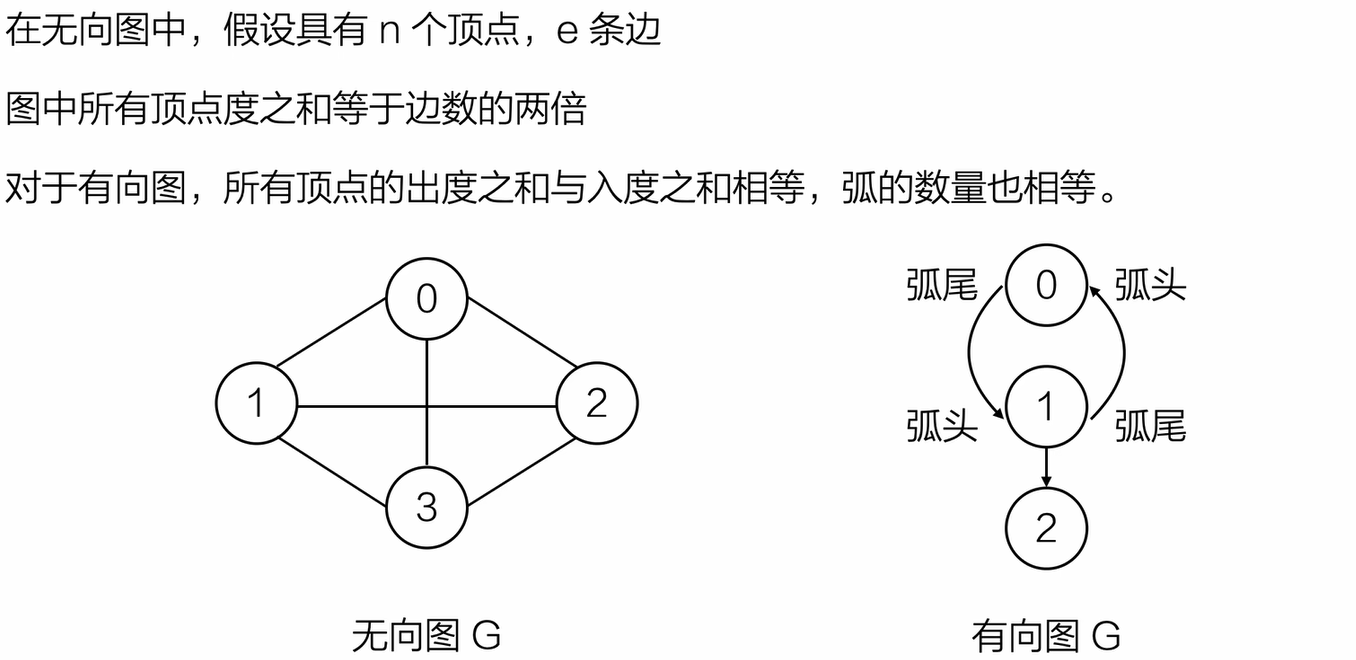 在无向图中，假设具有 n 个顶点，e 条边
图中所有顶点度之和等于边数的两倍
对于有向图，所有顶点的出度之和与入度之和相等，弧的数量也相等。
0
1
2
3
无向图 G
弧尾
0
弧头
弧头
1
弧尾
2
有向图 G